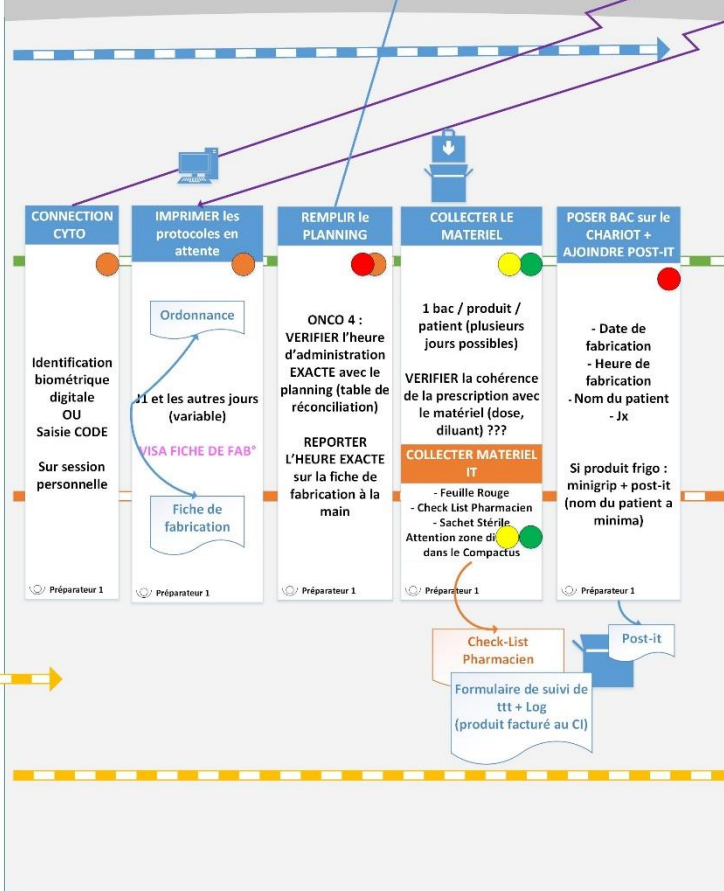 CONNECTION
CYTO
Identification
biométrique
digitale
OU
Saisie CODE
Sur session
personnelle
Préparateur 1
IMPRIMER les
protocoles en
attente
Ordonnance
J1 et les autres jours
(variable)
VISA FICHE DE FAB°
Fiche de
fabrication
Préparateur 1
REMPLIR le
PLANNING
ONCO 4 :
VERIFIER l'heure
d'administration
EXACTE avec le
planning (table de
réconciliation)
REPORTER
L'HEURE EXACTE
sur la fiche de
fabrication à la
main
Préparateur 1
COLLECTER LE
MATERIEL
1 bac / produit /
patient (plusieurs
jours possibles)
VERIFIER la cohérence
de la prescription avec
le matériel (dose,
diluant) ???
COLLECTER MATERIEL
IT
- Feuille Rouge
- Check List Pharmacien
- Sachet Stérile
Attention zone
dans le Compactus
Préparateur 1
POSER BAC sur le
CHARIOT +
AJOINDRE POST-IT
- Date de
fabrication
- Heure de
fabrication
- Nom du patient
- Jx
Si produit frigo :
minigrip + post-it
(nom du patient a
minima)
Préparateur 1
Check-List
Pharmacien
Formulaire de suivi de
ttt + Log
(produit facturé au CI)
Post-it